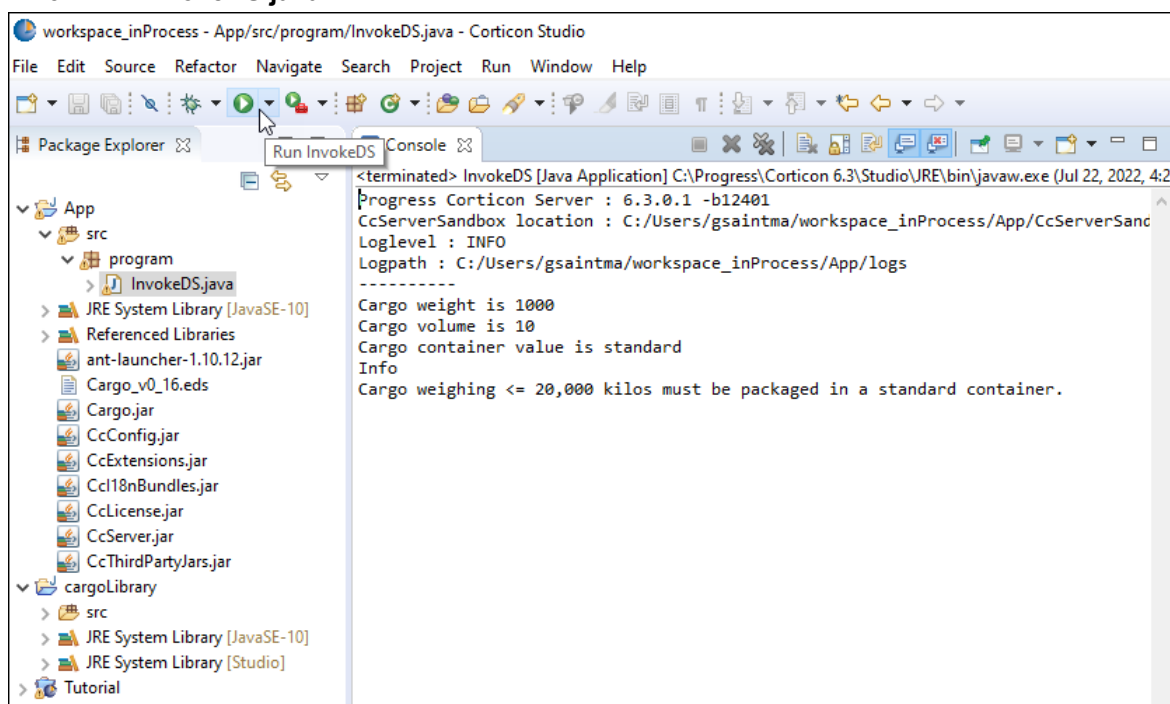 workspace_inProcess - App/src/program/InvokeDS.java - Corticon Studio
File Edit Source Refactor Navigate Search Project Run Window Help
Package Explorer
Run InvokeDS
Console
<terminated> InvokeDS [Java Application] C:\Progress\Corticon 6.3\Studio\JRE\bin\javaw.exe (Jul 22, 2022, 4:2
Progress Corticon Server : 6.3.0.1 -b12401
CcServerSandbox location : C:/Users/gsaintma/workspace_inProcess/App/CcServerSand
Loglevel : INFO
Logpath : C:/Users/gsaintma/workspace_inProcess/App/logs
----------
Cargo weight is 1000
Cargo volume is 10
Cargo container value is standard
Info
Cargo weighing <= 20,000 kilos must be packaged in a standard container.
App
src
program
InvokeDS.java
JRE System Library [JavaSE-10]
Referenced Libraries
ant-launcher-1.10.12.jar
Cargo_v0_16.eds
Cargo.jar
CcConfig.jar
CcExtensions.jar
CcI18nBundles.jar
CcLicense.jar
CcServer.jar
CcThirdPartyJars.jar
cargoLibrary
src
JRE System Library [JavaSE-10]
JRE System Library [Studio]
Tutorial